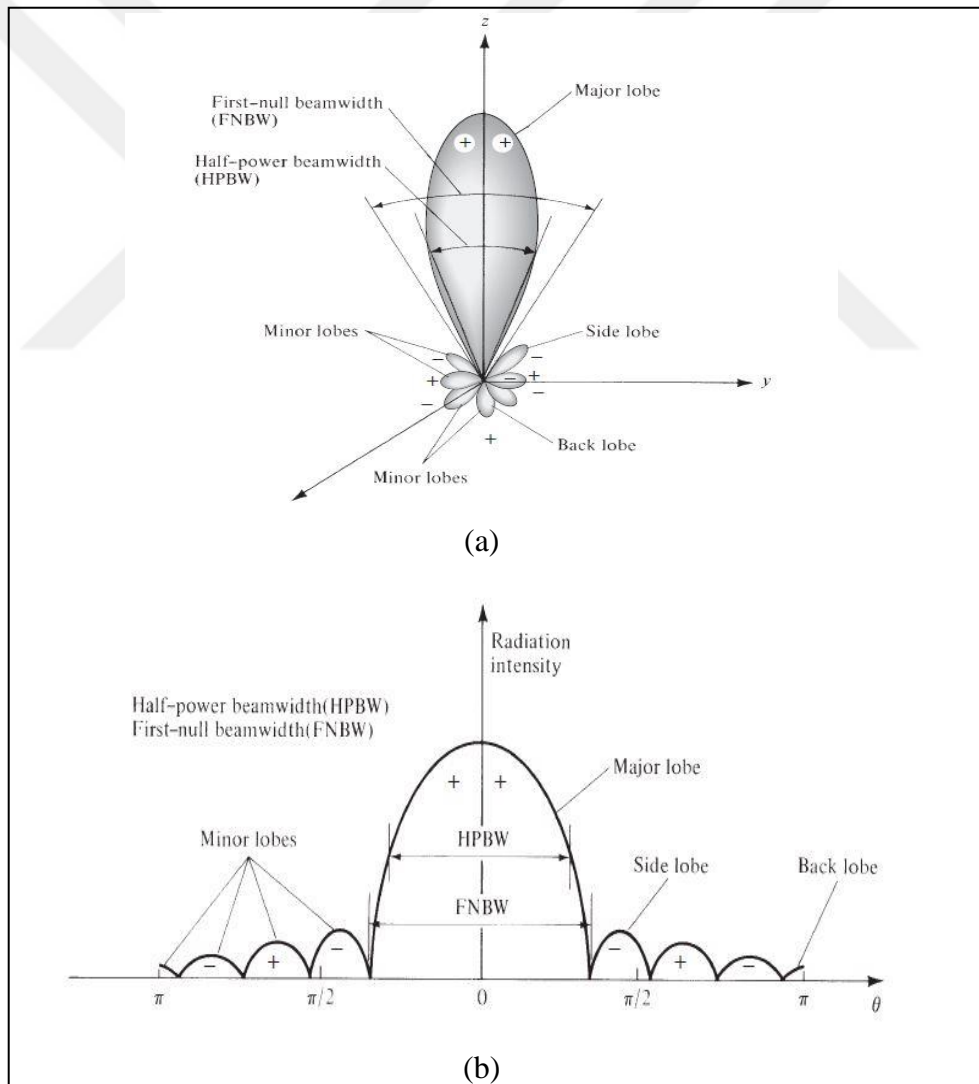 z
Major lobe
First-null beamwidth
(FNBW)
+ +
Half-power beamwidth
(HPBW)
Minor lobes
Side lobe
− −
+ − +
y
− −
+
Back lobe
Minor lobes
(a)
Radiation
intensity
Half-power beamwidth(HPBW)
First-null beamwidth(FNBW)
Major lobe
+ +
Minor lobes
HPBW
Side lobe
Back lobe
FNBW
− + − − + −
π π/2 0 π/2 π θ
(b)